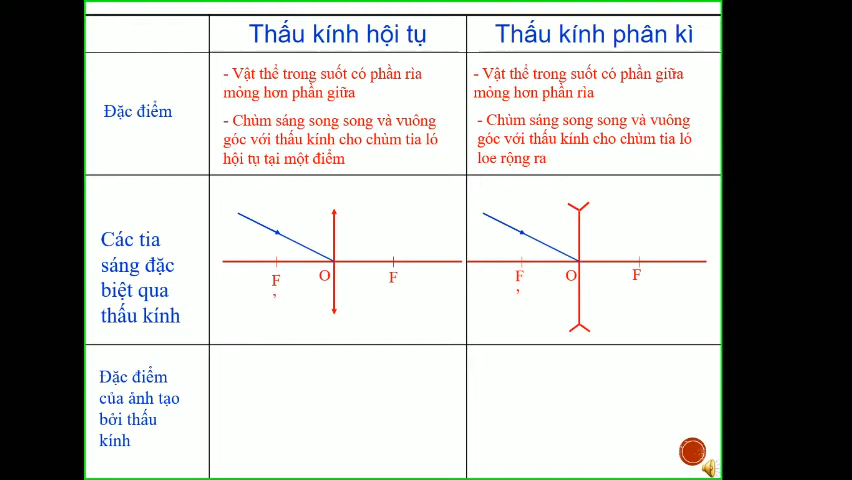 Thấu kính hội tụ
Thấu kính phân kì
Đặc điểm
- Vật thể trong suốt có phần rìa
mỏng hơn phần giữa
- Chùm sáng song song và vuông
góc với thấu kính cho chùm tia ló
hội tụ tại một điểm
- Vật thể trong suốt có phần giữa
mỏng hơn phần rìa
- Chùm sáng song song và vuông
góc với thấu kính cho chùm tia ló
loe rộng ra
Các tia
sáng đặc
biệt qua
thấu kính
F
’
O
F
F
’
O
F
Đặc điểm
của ảnh tạo
bởi thấu
kính